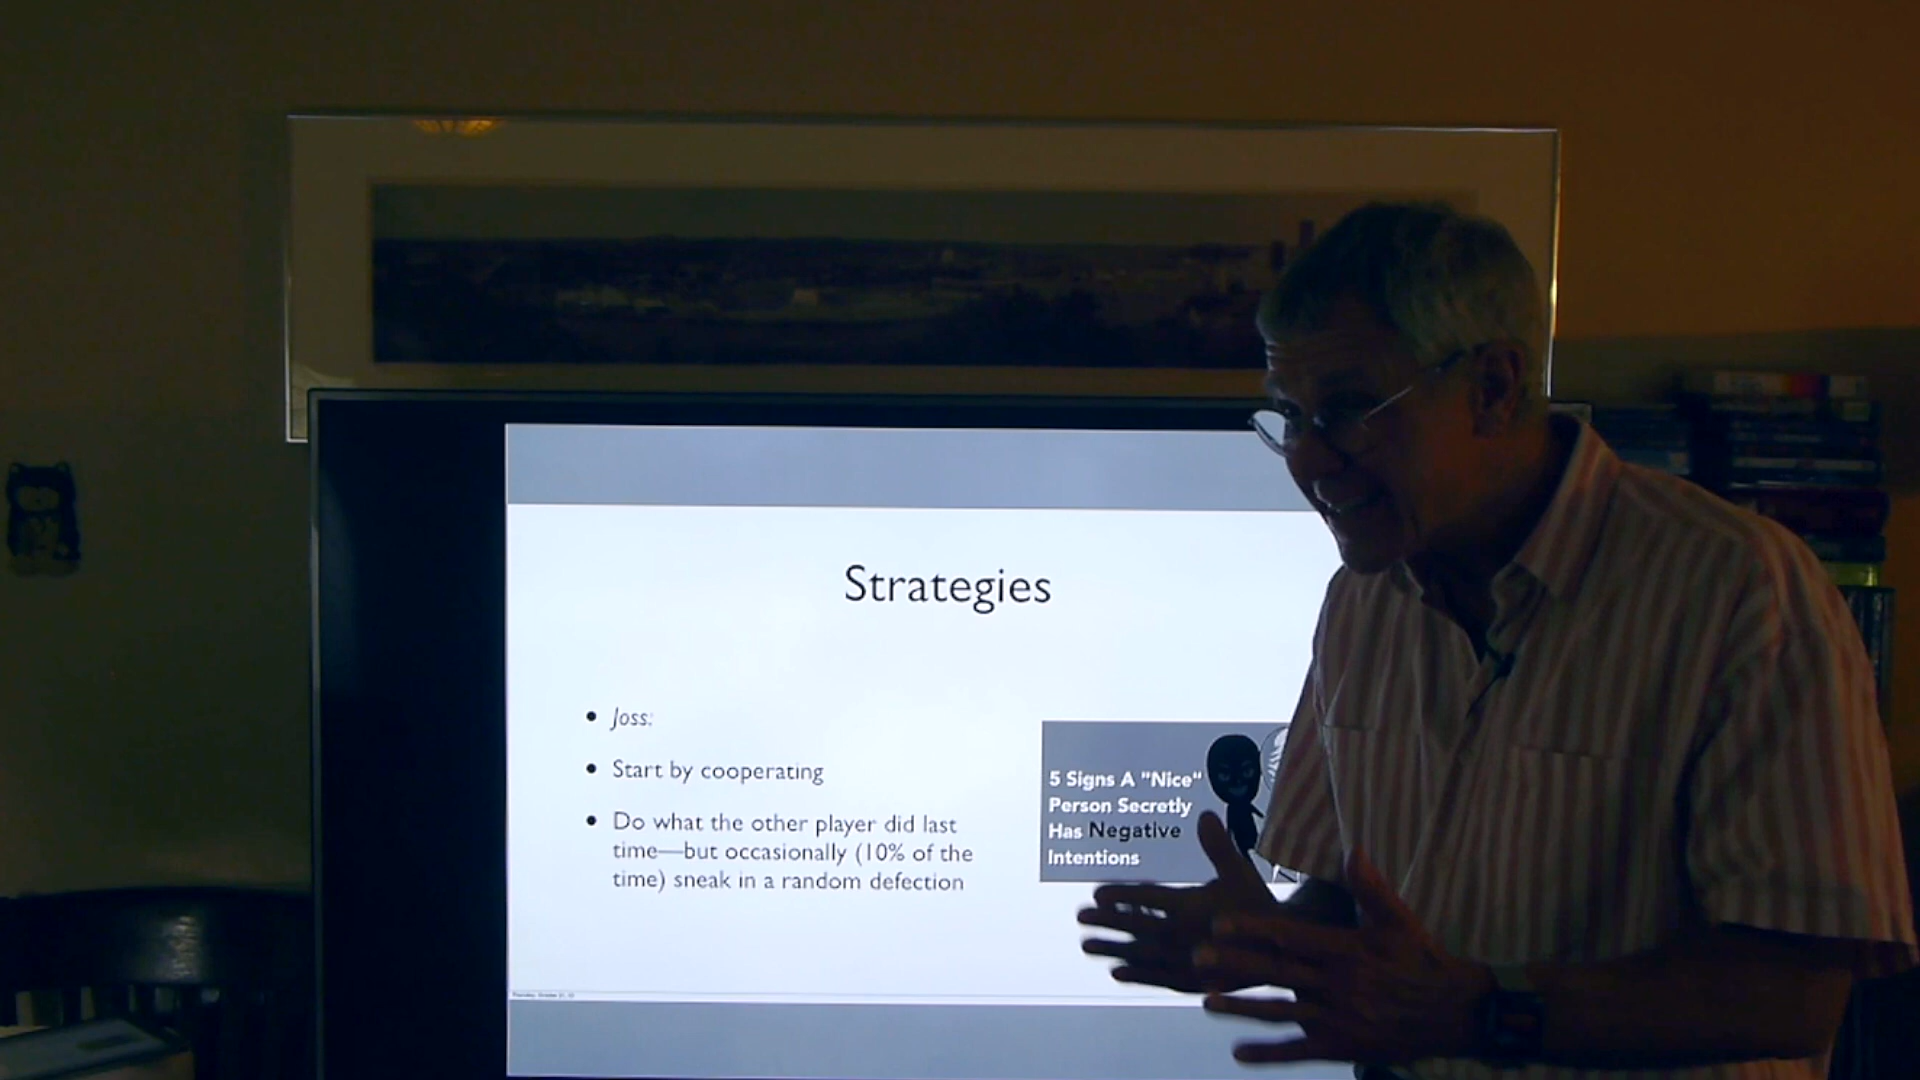 Strategies
Joss:
Start by cooperating
Do what the other player did last
time—but occasionally (10% of the
time) sneak in a random defection
5 Signs A "Nice"
Person Secretly
Has Negative
Intentions